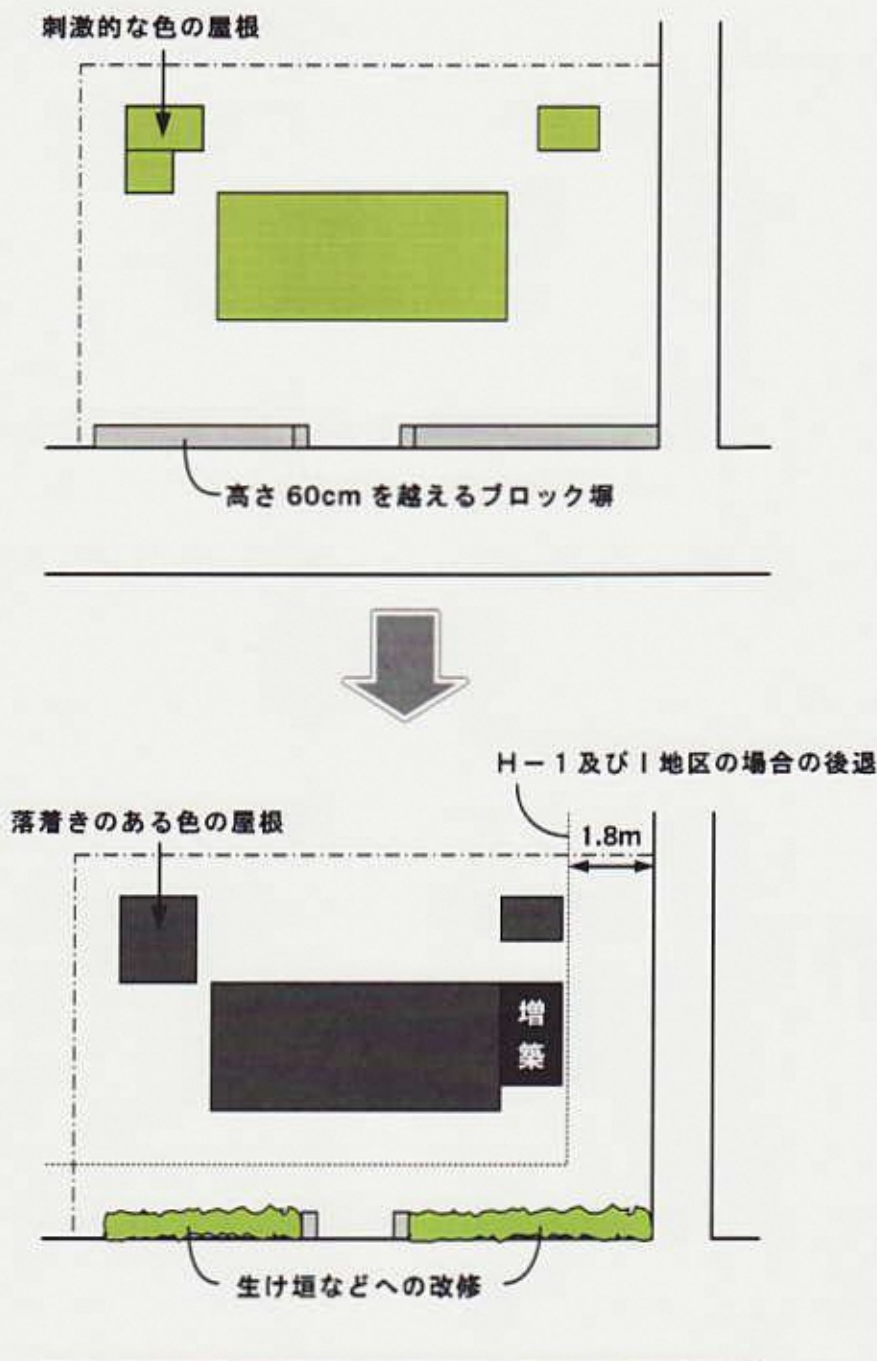 刺激的な色の屋根
高さ 60cm を越えるブロック塀
H－1 及び I 地区の場合の後退
落着きのある色の屋根
1.8m
増
築
生け垣などへの改修